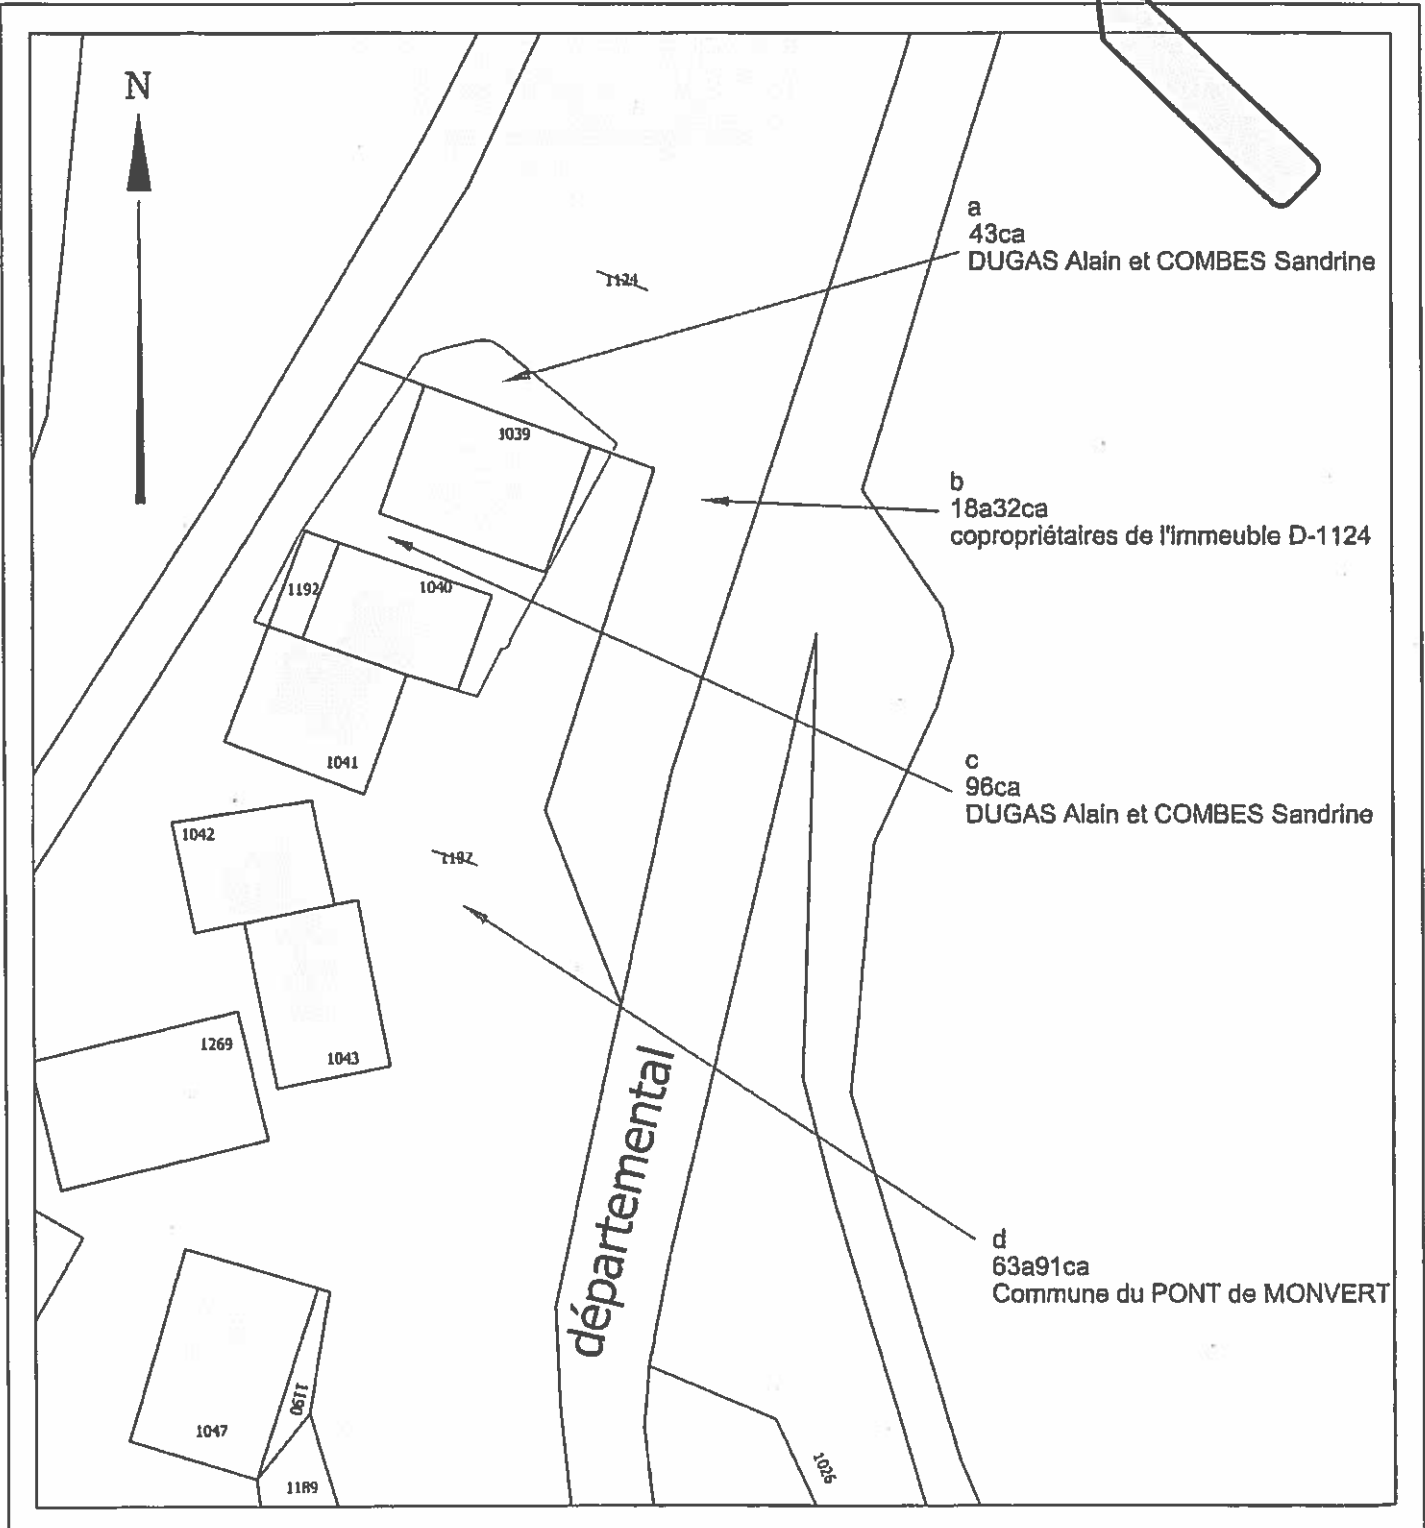 N
a
43ca
DUGAS Alain et COMBES Sandrine
1124
1039
b
18a32ca
copropriétaires de l'immeuble D-1124
1192
1040
c
96ca
DUGAS Alain et COMBES Sandrine
1041
1042
1043
1269
départemental
d
63a91ca
Commune du PONT de MONVERT
1190
1047
1026
1189